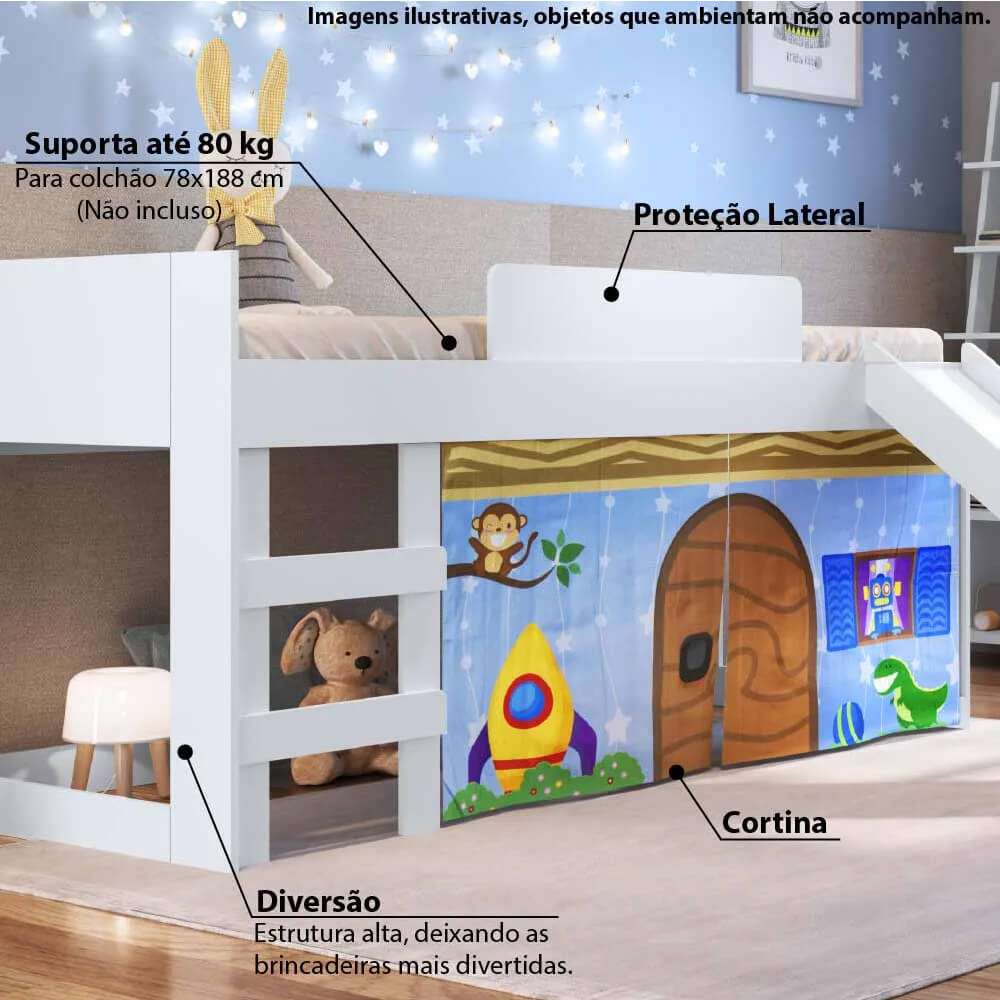 Imagens ilustrativas, objetos que ambientam não acompanham.
Suporta até 80 kg
Para colchão 78x188 cm
(Não incluso)
Proteção Lateral
Cortina
Diversão
Estrutura alta, deixando as
brincadeiras mais divertidas.